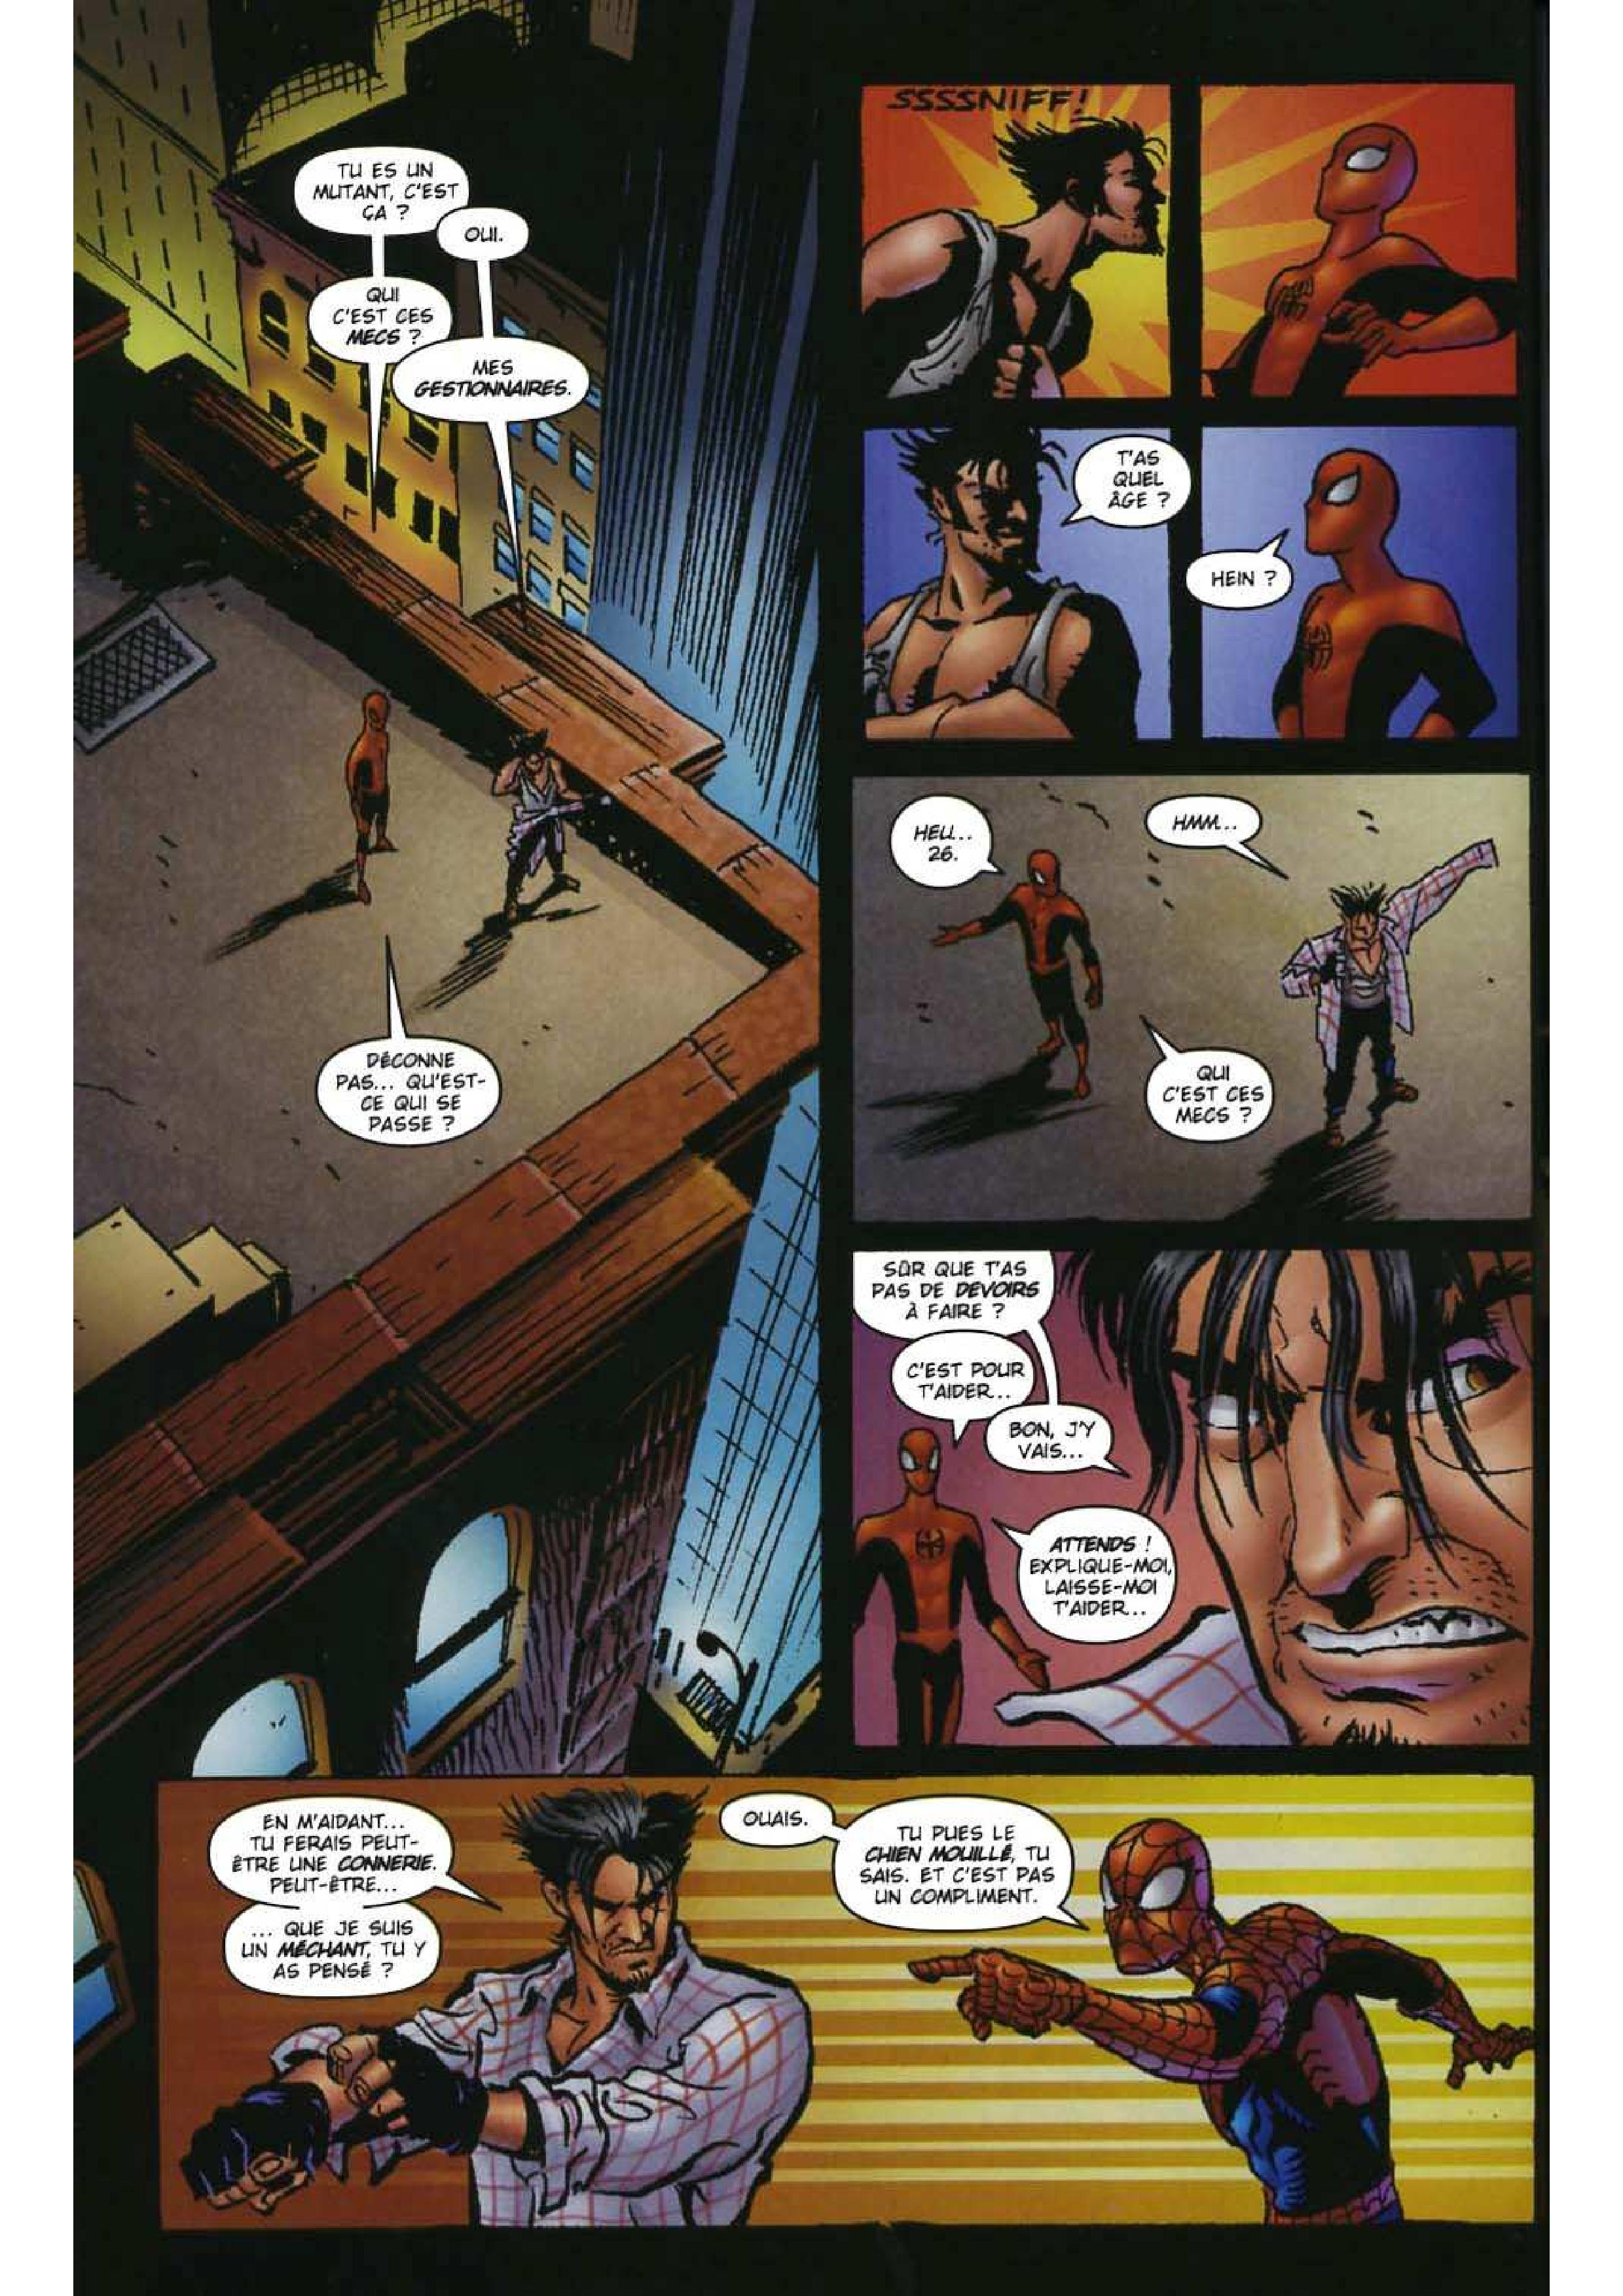 TU ES UN
MUTANT, C'EST
ÇA ?
OUI.
QUI
C'EST CES
MECS ?
MES
GESTIONNAIRES.
DÉCONNE
PAS... QU'EST-
CE QUI SE
PASSE ?
SSSSNIFF!
T'AS
QUEL
ÂGE ?
HEIN ?
HEU...
26.
HMM...
QUI
C'EST CES
MECS ?
SÛR QUE T'AS
PAS DE DEVOIRS
À FAIRE ?
C'EST POUR
T'AIDER...
BON, J'Y
VAIS...
ATTENDS !
EXPLIQUE-MOI,
LAISSE-MOI
T'AIDER...
EN M'AIDANT...
TU FERAIS PEUT-
ÊTRE UNE CONNERIE.
PEUT-ÊTRE...
... QUE JE SUIS
UN MÉCHANT, TU Y
AS PENSÉ ?
OUAIS.
TU PUES LE
CHIEN MOUILLÉ, TU
SAIS. ET C'EST PAS
UN COMPLIMENT.